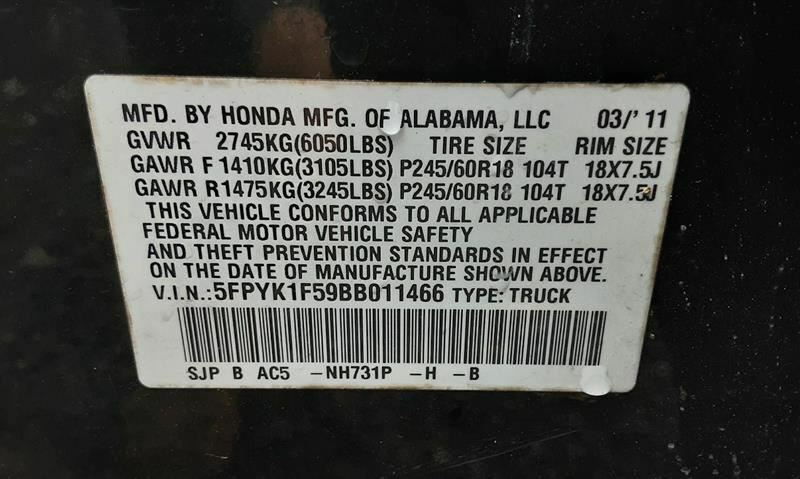 MFD. BY HONDA MFG. OF ALABAMA, LLC 03/'11
GVWR 2745KG(6050LBS) TIRE SIZE RIM SIZE
GAWR F 1410KG(3105LBS) P245/60R18 104T 18X7.5J
GAWR R1475KG(3245LBS) P245/60R18 104T 18X7.5J
THIS VEHICLE CONFORMS TO ALL APPLICABLE
FEDERAL MOTOR VEHICLE SAFETY
AND THEFT PREVENTION STANDARDS IN EFFECT
ON THE DATE OF MANUFACTURE SHOWN ABOVE.
V.I.N.:5FPYK1F59BB011466 TYPE: TRUCK
SJP B AC5 -NH731P -H -B